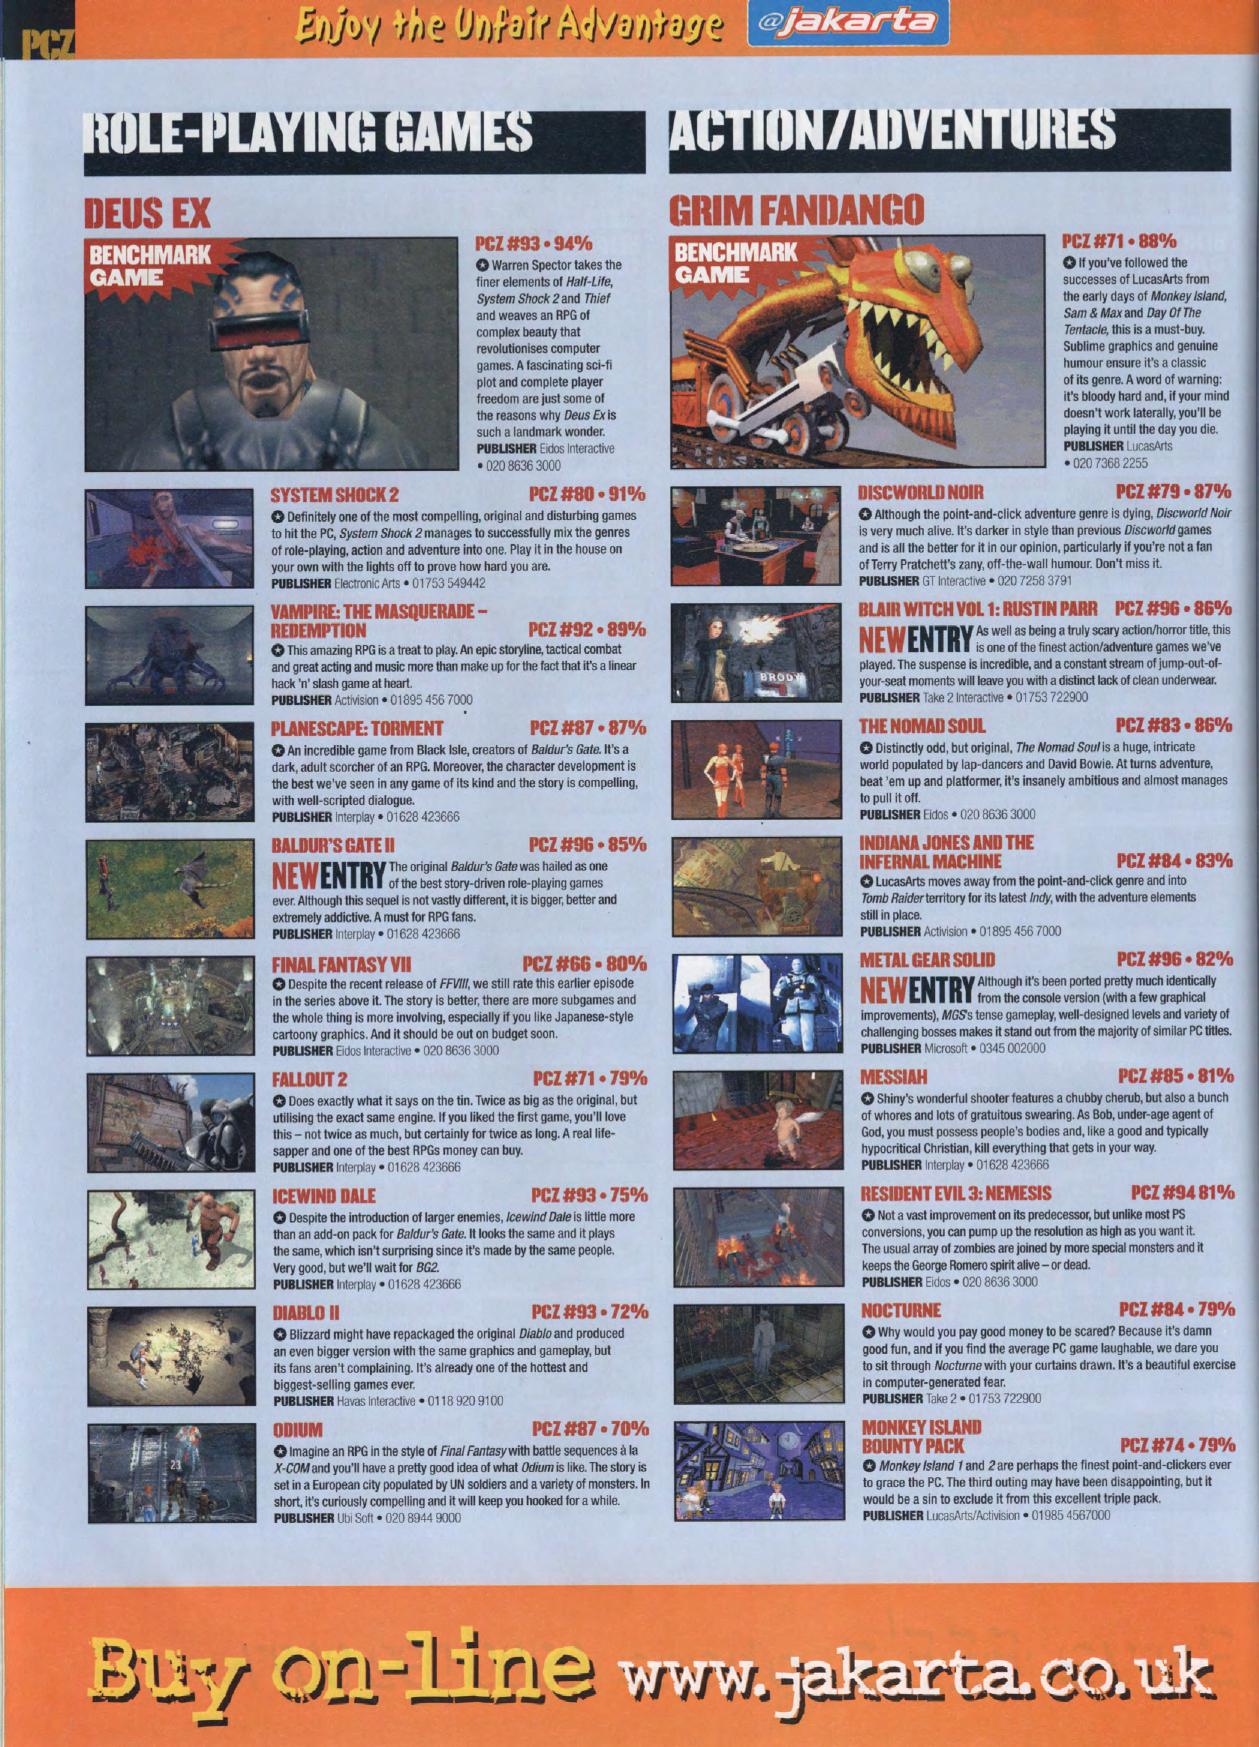 PCZ
Enjoy the Unfair Advantage
@jakarta
ROLE-PLAYING GAMES
DEUS EX
BENCHMARK
GAME
PCZ #93 • 94%
Warren Spector takes the
finer elements of Half-Life,
System Shock 2 and Thief
and weaves an RPG of
complex beauty that
revolutionises computer
games. A fascinating sci-fi
plot and complete player
freedom are just some of
the reasons why Deus Ex is
such a landmark wonder.
PUBLISHER Eidos Interactive
• 020 8636 3000
SYSTEM SHOCK 2 PCZ #80 • 91%
Definitely one of the most compelling, original and disturbing games
to hit the PC, System Shock 2 manages to successfully mix the genres
of role-playing, action and adventure into one. Play it in the house on
your own with the lights off to prove how hard you are.
PUBLISHER Electronic Arts • 01753 549442
VAMPIRE: THE MASQUERADE –
REDEMPTION PCZ #92 • 89%
This amazing RPG is a treat to play. An epic storyline, tactical combat
and great acting and music more than make up for the fact that it's a linear
hack 'n' slash game at heart.
PUBLISHER Activision • 01895 456 7000
PLANESCAPE: TORMENT PCZ #87 • 87%
An incredible game from Black Isle, creators of Baldur's Gate. It's a
dark, adult scorcher of an RPG. Moreover, the character development is
the best we've seen in any game of its kind and the story is compelling,
with well-scripted dialogue.
PUBLISHER Interplay • 01628 423666
BALDUR'S GATE II PCZ #96 • 85%
NEWENTRY The original Baldur's Gate was hailed as one
of the best story-driven role-playing games
ever. Although this sequel is not vastly different, it is bigger, better and
extremely addictive. A must for RPG fans.
PUBLISHER Interplay • 01628 423666
FINAL FANTASY VII PCZ #66 • 80%
Despite the recent release of FFVIII, we still rate this earlier episode
in the series above it. The story is better, there are more subgames and
the whole thing is more involving, especially if you like Japanese-style
cartoony graphics. And it should be out on budget soon.
PUBLISHER Eidos Interactive • 020 8636 3000
FALLOUT 2 PCZ #71 • 79%
Does exactly what it says on the tin. Twice as big as the original, but
utilising the exact same engine. If you liked the first game, you'll love
this – not twice as much, but certainly for twice as long. A real life-
sapper and one of the best RPGs money can buy.
PUBLISHER Interplay • 01628 423666
ICEWIND DALE PCZ #93 • 75%
Despite the introduction of larger enemies, Icewind Dale is little more
than an add-on pack for Baldur's Gate. It looks the same and it plays
the same, which isn't surprising since it's made by the same people.
Very good, but we'll wait for BG2.
PUBLISHER Interplay • 01628 423666
DIABLO II PCZ #93 • 72%
Blizzard might have repackaged the original Diablo and produced
an even bigger version with the same graphics and gameplay, but
its fans aren't complaining. It's already one of the hottest and
biggest-selling games ever.
PUBLISHER Havas Interactive • 0118 920 9100
23
ODIUM PCZ #87 • 70%
Imagine an RPG in the style of Final Fantasy with battle sequences à la
X-COM and you'll have a pretty good idea of what Odium is like. The story is
set in a European city populated by UN soldiers and a variety of monsters. In
short, it's curiously compelling and it will keep you hooked for a while.
PUBLISHER Ubi Soft • 020 8944 9000
ACTION/ADVENTURES
GRIM FANDANGO
BENCHMARK
GAME
PCZ #71 • 88%
If you've followed the
successes of LucasArts from
the early days of Monkey Island,
Sam & Max and Day Of The
Tentacle, this is a must-buy.
Sublime graphics and genuine
humour ensure it's a classic
of its genre. A word of warning:
it's bloody hard and, if your mind
doesn't work laterally, you'll be
playing it until the day you die.
PUBLISHER LucasArts
• 020 7368 2255
DISCWORLD NOIR PCZ #79 • 87%
Although the point-and-click adventure genre is dying, Discworld Noir
is very much alive. It's darker in style than previous Discworld games
and is all the better for it in our opinion, particularly if you're not a fan
of Terry Pratchett's zany, off-the-wall humour. Don't miss it.
PUBLISHER GT Interactive • 020 7258 3791
BRODY
BLAIR WITCH VOL 1: RUSTIN PARR PCZ #96 • 86%
NEWENTRY As well as being a truly scary action/horror title, this
is one of the finest action/adventure games we've
played. The suspense is incredible, and a constant stream of jump-out-of-
your-seat moments will leave you with a distinct lack of clean underwear.
PUBLISHER Take 2 Interactive • 01753 722900
THE NOMAD SOUL PCZ #83 • 86%
Distinctly odd, but original, The Nomad Soul is a huge, intricate
world populated by lap-dancers and David Bowie. At turns adventure,
beat 'em up and platformer, it's insanely ambitious and almost manages
to pull it off.
PUBLISHER Eidos • 020 8636 3000
INDIANA JONES AND THE
INFERNAL MACHINE PCZ #84 • 83%
LucasArts moves away from the point-and-click genre and into
Tomb Raider territory for its latest Indy, with the adventure elements
still in place.
PUBLISHER Activision • 01895 456 7000
METAL GEAR SOLID PCZ #96 • 82%
NEWENTRY Although it's been ported pretty much identically
from the console version (with a few graphical
improvements), MGS's tense gameplay, well-designed levels and variety of
challenging bosses makes it stand out from the majority of similar PC titles.
PUBLISHER Microsoft • 0345 002000
MESSIAH PCZ #85 • 81%
Shiny's wonderful shooter features a chubby cherub, but also a bunch
of whores and lots of gratuitous swearing. As Bob, under-age agent of
God, you must possess people's bodies and, like a good and typically
hypocritical Christian, kill everything that gets in your way.
PUBLISHER Interplay • 01628 423666
RESIDENT EVIL 3: NEMESIS PCZ #94 81%
Not a vast improvement on its predecessor, but unlike most PS
conversions, you can pump up the resolution as high as you want it.
The usual array of zombies are joined by more special monsters and it
keeps the George Romero spirit alive – or dead.
PUBLISHER Eidos • 020 8636 3000
NOCTURNE PCZ #84 • 79%
Why would you pay good money to be scared? Because it's damn
good fun, and if you find the average PC game laughable, we dare you
to sit through Nocturne with your curtains drawn. It's a beautiful exercise
in computer-generated fear.
PUBLISHER Take 2 • 01753 722900
MONKEY ISLAND
BOUNTY PACK PCZ #74 • 79%
Monkey Island 1 and 2 are perhaps the finest point-and-clickers ever
to grace the PC. The third outing may have been disappointing, but it
would be a sin to exclude it from this excellent triple pack.
PUBLISHER LucasArts/Activision • 01985 4567000
Buy on-line www.jakarta.co.uk